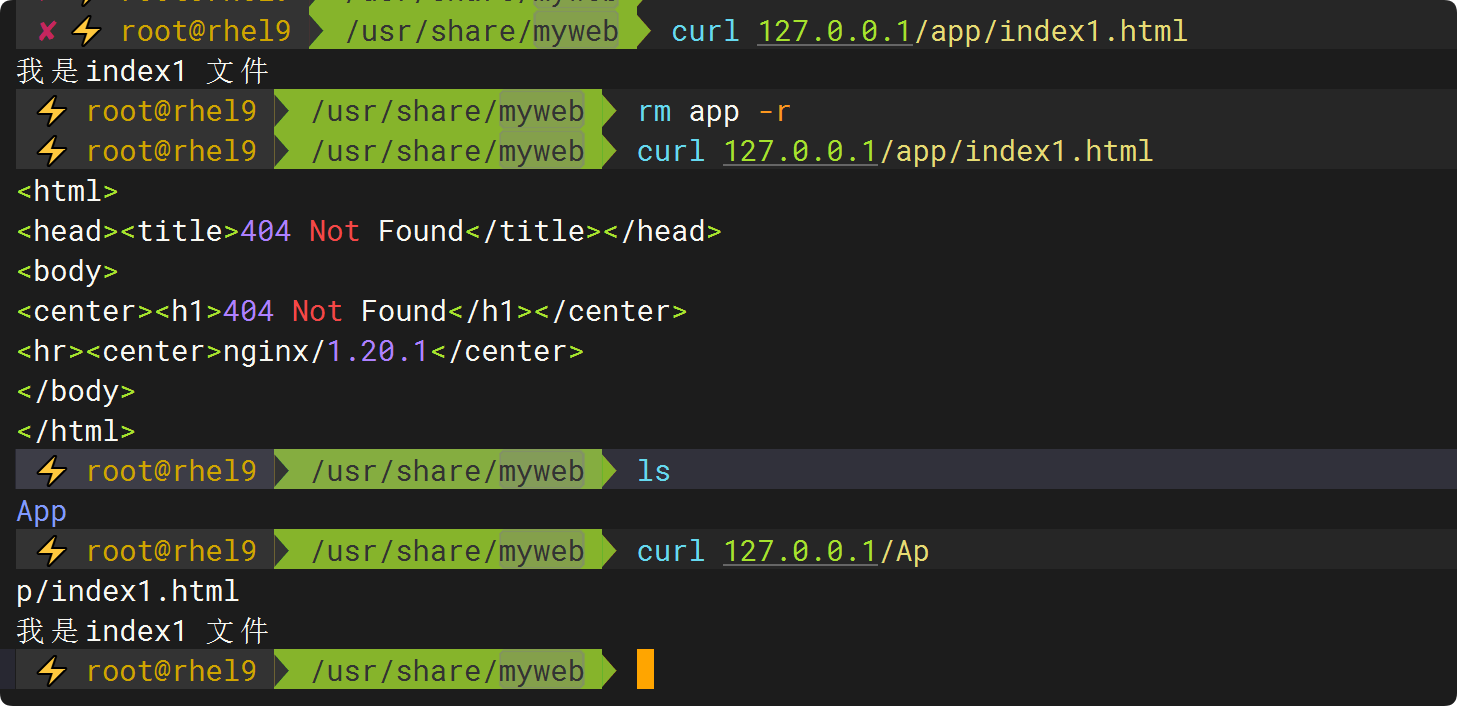 root@rhel9 /usr/share/myweb curl 127.0.0.1/app/index1.html
我是index1 文件
root@rhel9 /usr/share/myweb rm app -r
root@rhel9 /usr/share/myweb curl 127.0.0.1/app/index1.html
<html>
<head><title>404 Not Found</title></head>
<body>
<center><h1>404 Not Found</h1></center>
<hr><center>nginx/1.20.1</center>
</body>
</html>
root@rhel9 /usr/share/myweb ls
App
root@rhel9 /usr/share/myweb curl 127.0.0.1/Ap
p/index1.html
我是index1 文件
root@rhel9 /usr/share/myweb